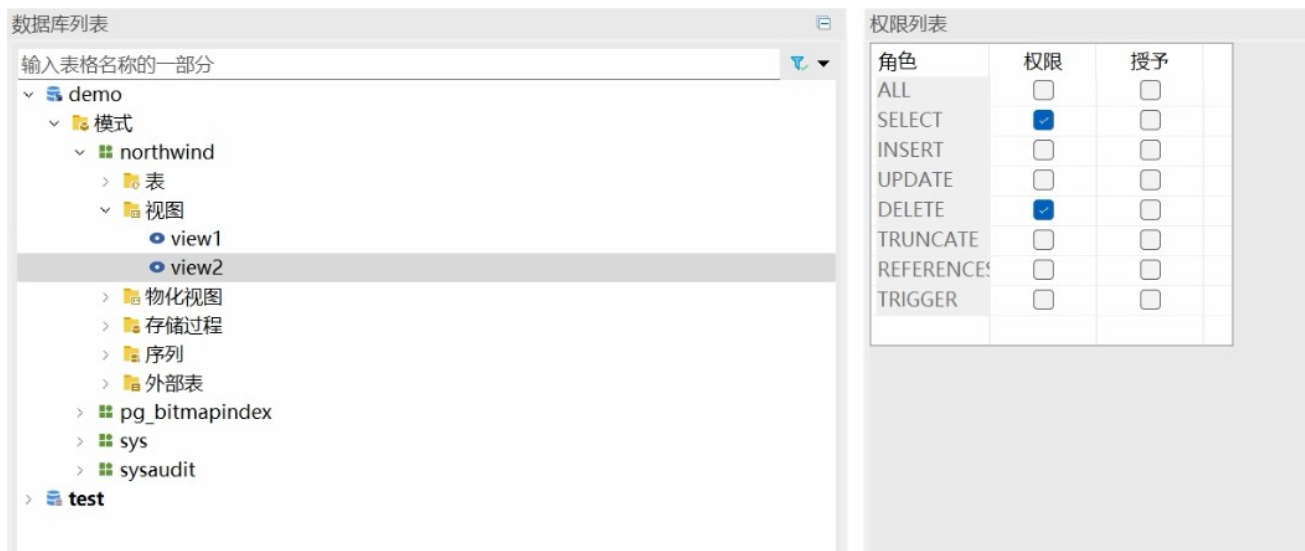 数据库列表
输入表格名称的一部分
demo
模式
northwind
表
视图
view1
view2
物化视图
存储过程
序列
外部表
pg_bitmapindex
sys
sysaudit
test
权限列表
角色 权限 授予
ALL
SELECT
INSERT
UPDATE
DELETE
TRUNCATE
REFERENCES
TRIGGER